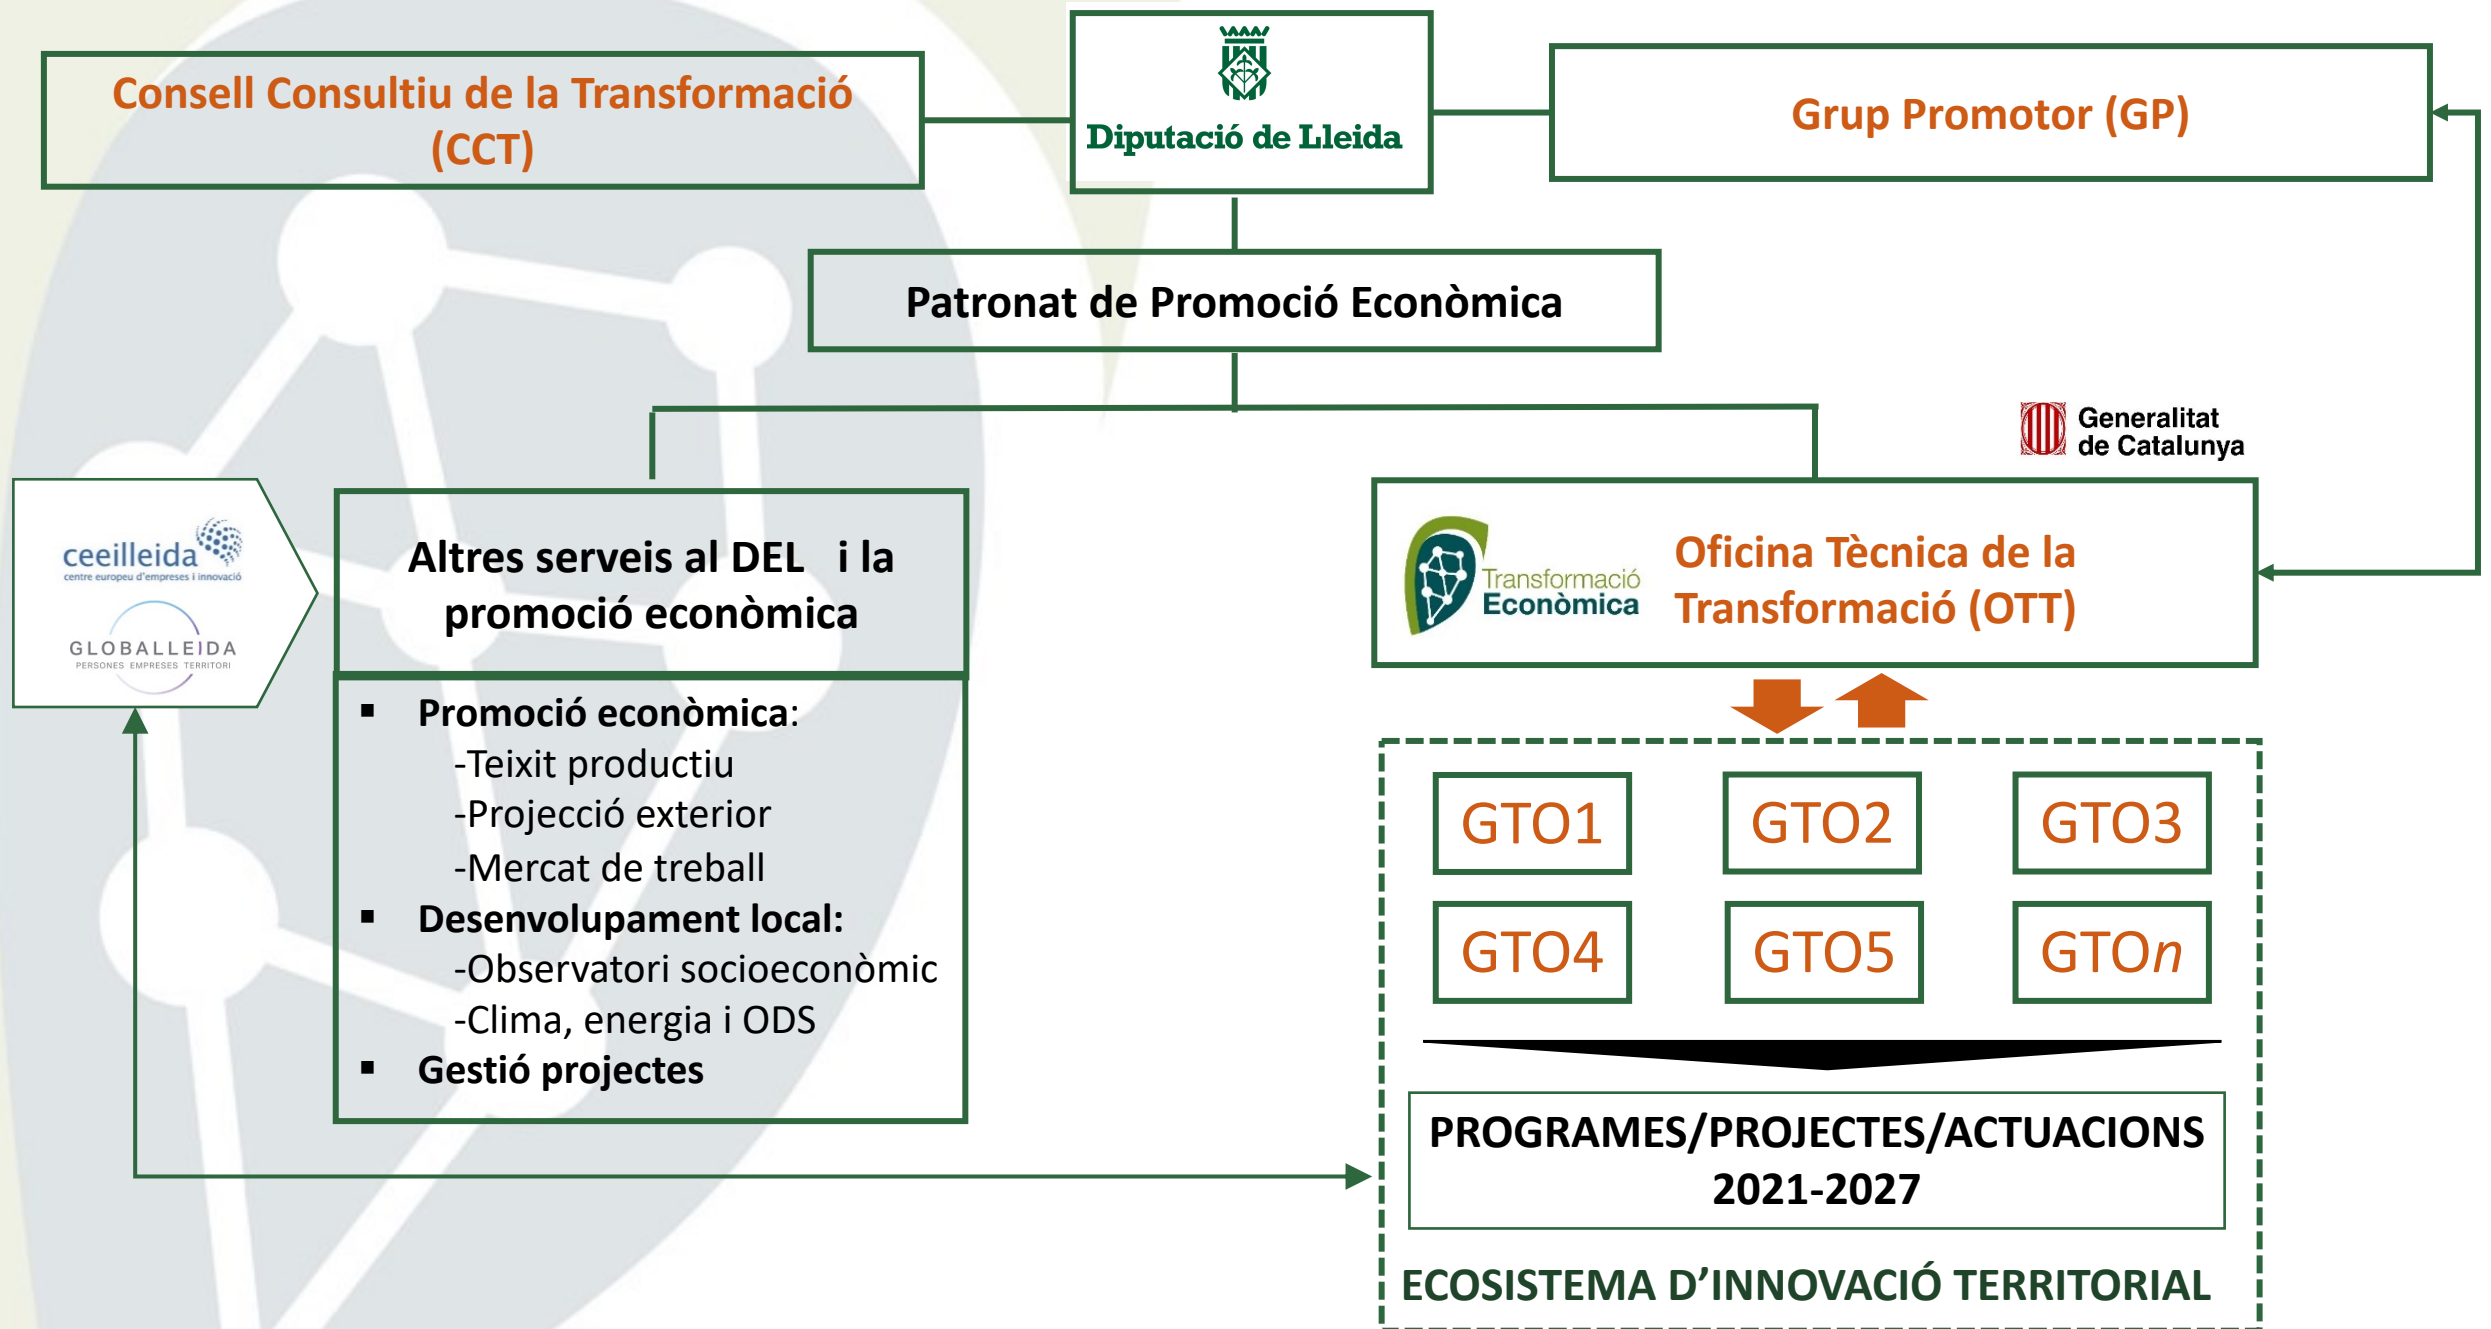 Consell Consultiu de la Transformació
(CCT)
Diputació de Lleida
Grup Promotor (GP)
Patronat de Promoció Econòmica
Generalitat
de Catalunya
ceeilleida
centre europeu d'empreses i innovació
GLOBALLEIDA
PERSONES EMPRESES TERRITORI
Altres serveis al DEL i la
promoció econòmica
▪ Promoció econòmica:
-Teixit productiu
-Projecció exterior
-Mercat de treball
▪ Desenvolupament local:
-Observatori socioeconòmic
-Clima, energia i ODS
▪ Gestió projectes
Transformació
Econòmica
Oficina Tècnica de la
Transformació (OTT)
GTO1
GTO2
GTO3
GTO4
GTO5
GTOn
PROGRAMES/PROJECTES/ACTUACIONS
2021-2027
ECOSISTEMA D’INNOVACIÓ TERRITORIAL